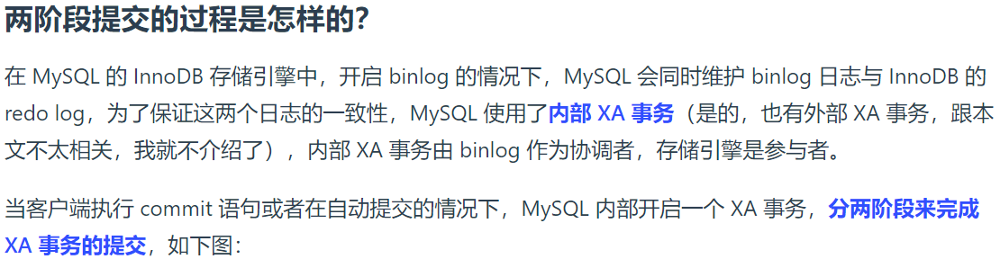 两阶段提交的过程是怎样的？
在 MySQL 的 InnoDB 存储引擎中，开启 binlog 的情况下，MySQL 会同时维护 binlog 日志与 InnoDB 的
redo log，为了保证这两个日志的一致性，MySQL 使用了内部 XA 事务（是的，也有外部 XA 事务，跟本
文不太相关，我就不介绍了），内部 XA 事务由 binlog 作为协调者，存储引擎是参与者。
当客户端执行 commit 语句或者在自动提交的情况下，MySQL 内部开启一个 XA 事务，分两阶段来完成
XA 事务的提交，如下图：